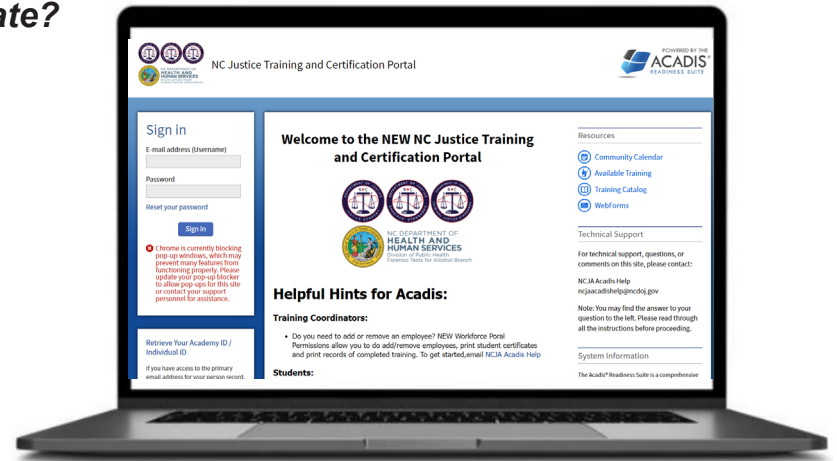 ate?
NC Justice Training and Certification Portal
NC DEPARTMENT OF
HEALTH AND
HUMAN SERVICES
POWERED BY THE
ACADIS®
READINESS SUITE
Sign in
E-mail address (Username)
Password
Reset your password
Sign In
Chrome is currently blocking
pop-up windows, which may
prevent many features from
functioning properly. Please
update your pop-up blocker
to allow pop-ups for this site
or contact your support
personnel for assistance.
Retrieve Your Academy ID /
Individual ID
If you have access to the primary
email address for your person record,
Welcome to the NEW NC Justice Training
and Certification Portal
NC DEPARTMENT OF
HEALTH AND
HUMAN SERVICES
Division of Public Health
Forensic Tests for Alcohol Branch
Helpful Hints for Acadis:
Training Coordinators:
• Do you need to add or remove an employee? NEW Workforce Poral
Permissions allow you to do add/remove employees, print student certificates
and print records of completed training. To get started,email NCJA Acadis Help
Students:
Resources
Community Calendar
Available Training
Training Catalog
WebForms
Technical Support
For technical support, questions, or
comments on this site, please contact:
NCJA Acadis Help
ncjaacadishelp@ncdoj.gov
Note: You may find the answer to your
question to the left. Please read through
all the instructions before proceeding.
System Information
The Acadis® Readiness Suite is a comprehensive